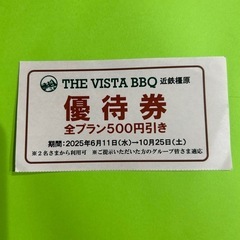 THE VISTA BBQ 近鉄橿原
優待券
全プラン500円引き
期間:2025年6月11日(水)→10月25日(土)
※2名さまから利用可 ※ご提示いただいた方のグループ皆さま適応